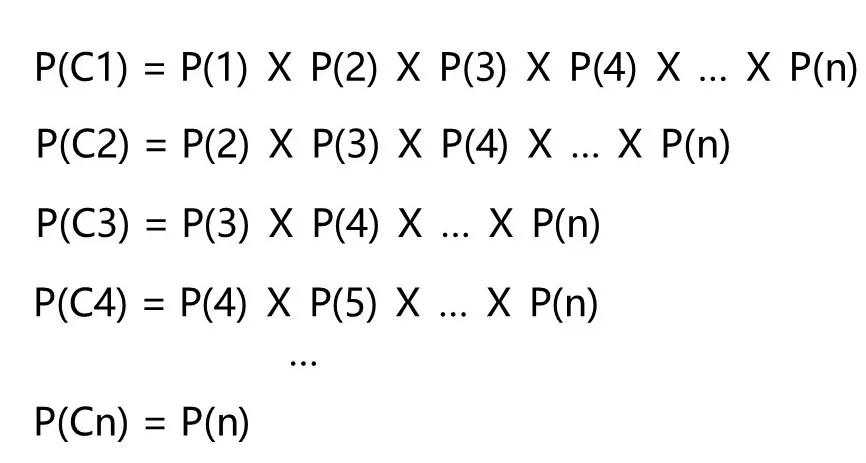 P(C1) = P(1) X P(2) X P(3) X P(4) X ... X P(n)
P(C2) = P(2) X P(3) X P(4) X ... X P(n)
P(C3) = P(3) X P(4) X ... X P(n)
P(C4) = P(4) X P(5) X ... X P(n)
...
P(Cn) = P(n)